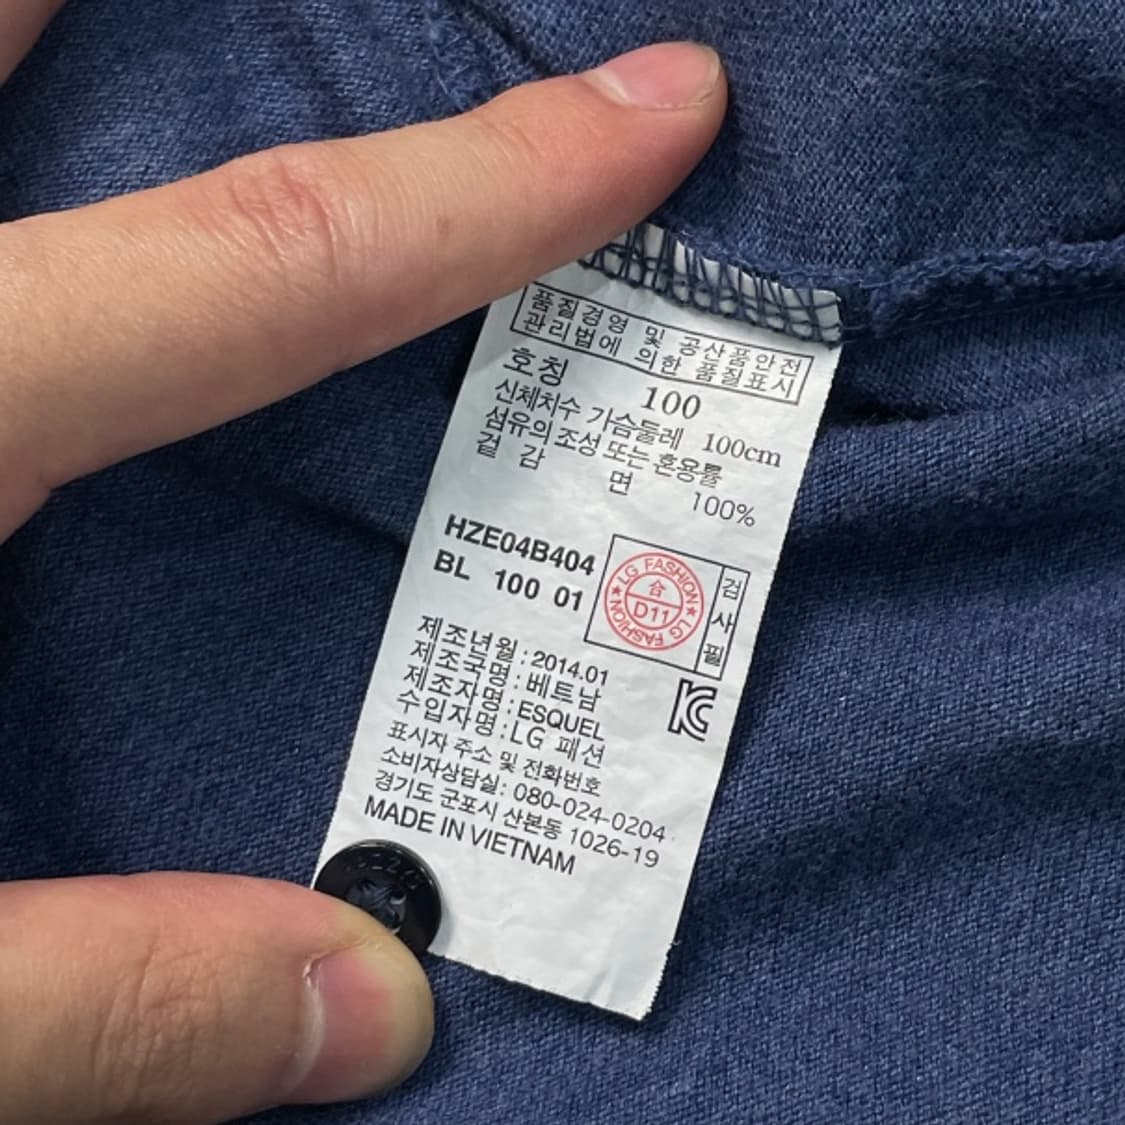 품질경영 및 공산품안전
관리법에 의한 품질표시
호칭 100
신체치수 가슴둘레 100cm
섬유의 조성 또는 혼용률
겉감 면 100%
HZE04B404
BL 100 01
LG FASHION ★ LG FASHION ★
合
D11
검사필
제조년월 : 2014.01
제조국명 : 베트남
제조자명 : ESQUEL
수입자명 : LG 패션
표시자 주소 및 전화번호
소비자상담실: 080-024-0204
경기도 군포시 산본동 1026-19
MADE IN VIETNAM